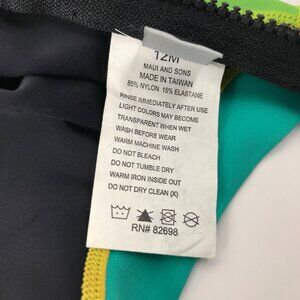 12M
MAUI AND SONS
MADE IN TAIWAN
85% NYLON 15% ELASTANE
RINSE IMMEDIATELY AFTER USE
LIGHT COLORS MAY BECOME
TRANSPARENT WHEN WET
WASH BEFORE WEAR
WARM MACHINE WASH
DO NOT BLEACH
DO NOT TUMBLE DRY
WARM IRON INSIDE OUT
DO NOT DRY CLEAN (X)
RN# 82698